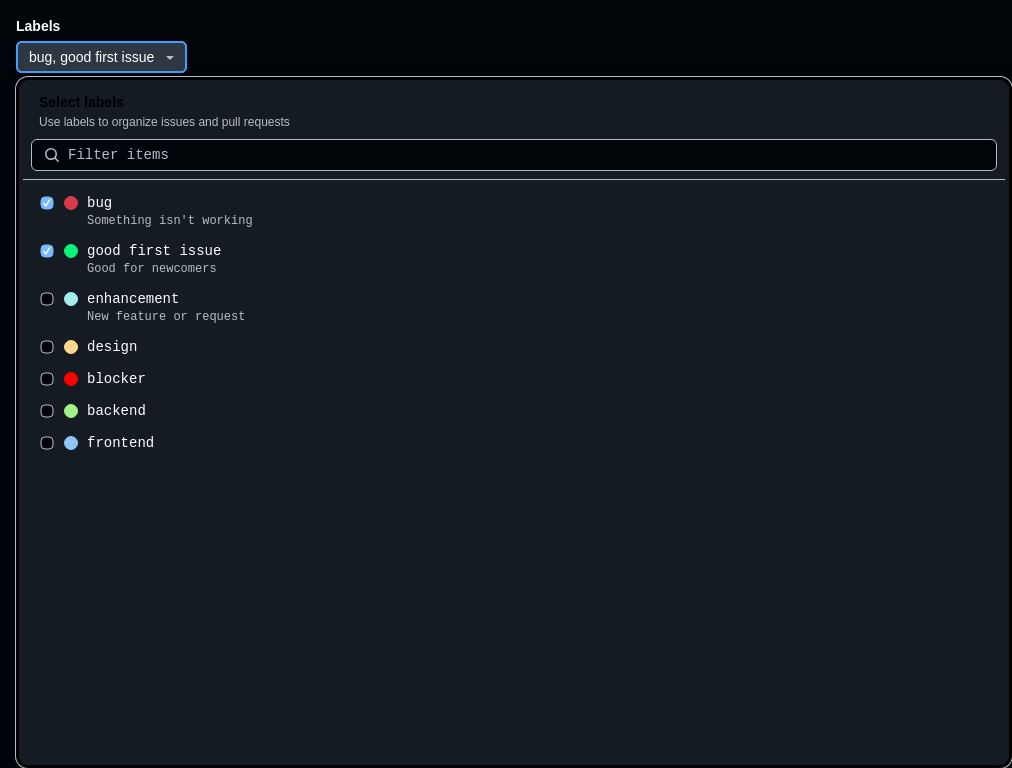 Labels
bug, good first issue
Select labels
Use labels to organize issues and pull requests
Filter items
bug
Something isn't working
good first issue
Good for newcomers
enhancement
New feature or request
design
blocker
backend
frontend